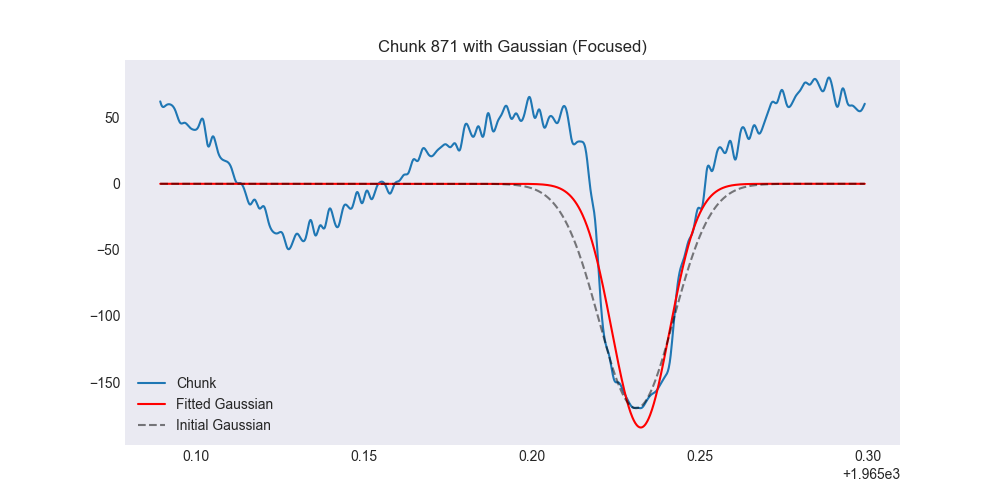 Chunk 871 with Gaussian (Focused)
50
0
−50
−100
−150
Chunk
Fitted Gaussian
Initial Gaussian
0.10 0.15 0.20 0.25 0.30
+1.965e3